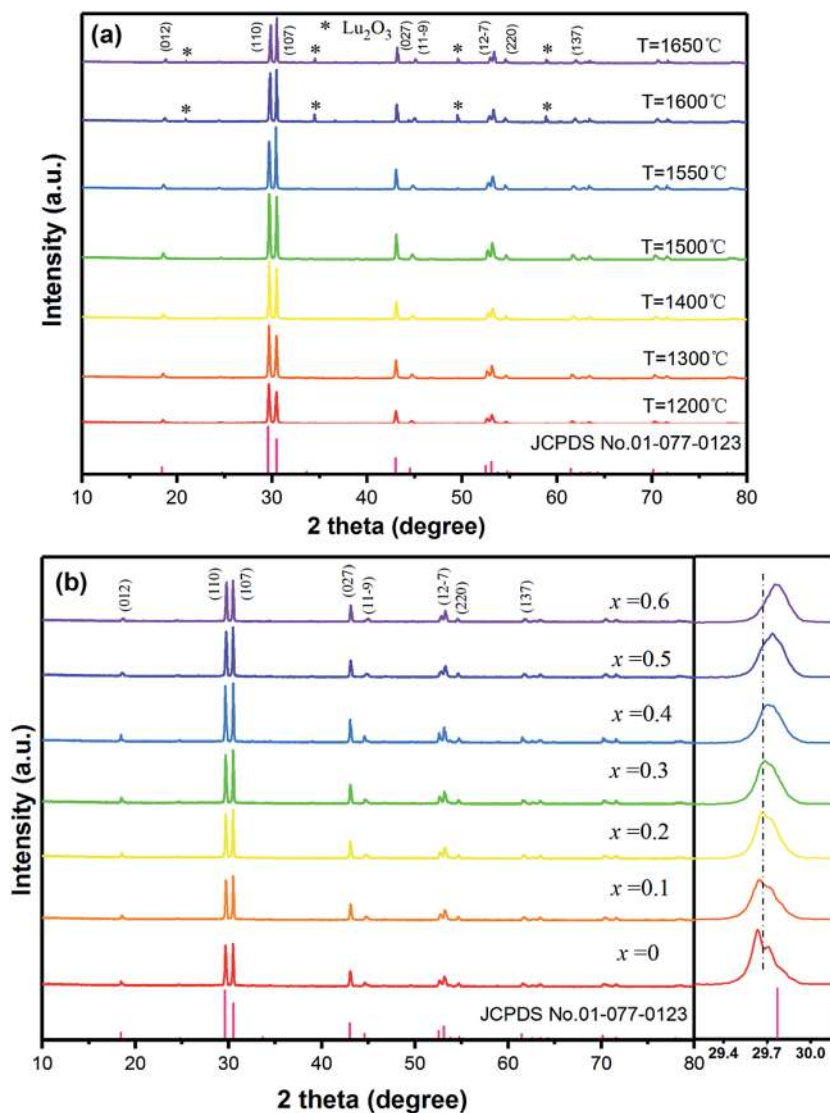 (a)
* Lu₂O₃
(012) * (110) (107) * (027) (11-9) * (12-7) (220) * (137)
T=1650℃
* * * *
T=1600℃
T=1550℃
T=1500℃
T=1400℃
T=1300℃
T=1200℃
JCPDS No.01-077-0123
Intensity (a.u.)
10 20 30 40 50 60 70 80
2 theta (degree)
(b)
(012) (110) (107) (027) (11-9) (12-7) (220) (137)
x=0.6
x=0.5
x=0.4
x=0.3
x=0.2
x=0.1
x=0
JCPDS No.01-077-0123
Intensity (a.u.)
10 20 30 40 50 60 70 80
29.4 29.7 30.0
2 theta (degree)